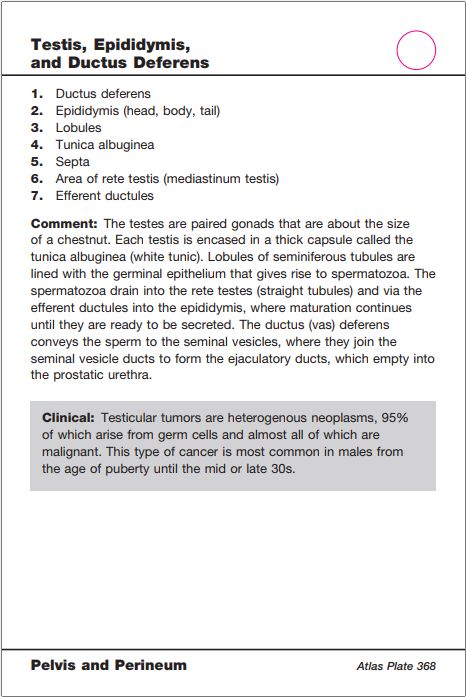 Testis, Epididymis,
and Ductus Deferens
1. Ductus deferens
2. Epididymis (head, body, tail)
3. Lobules
4. Tunica albuginea
5. Septa
6. Area of rete testis (mediastinum testis)
7. Efferent ductules
Comment: The testes are paired gonads that are about the size
of a chestnut. Each testis is encased in a thick capsule called the
tunica albuginea (white tunic). Lobules of seminiferous tubules are
lined with the germinal epithelium that gives rise to spermatozoa. The
spermatozoa drain into the rete testes (straight tubules) and via the
efferent ductules into the epididymis, where maturation continues
until they are ready to be secreted. The ductus (vas) deferens
conveys the sperm to the seminal vesicles, where they join the
seminal vesicle ducts to form the ejaculatory ducts, which empty into
the prostatic urethra.
Clinical: Testicular tumors are heterogenous neoplasms, 95%
of which arise from germ cells and almost all of which are
malignant. This type of cancer is most common in males from
the age of puberty until the mid or late 30s.
Pelvis and Perineum
Atlas Plate 368